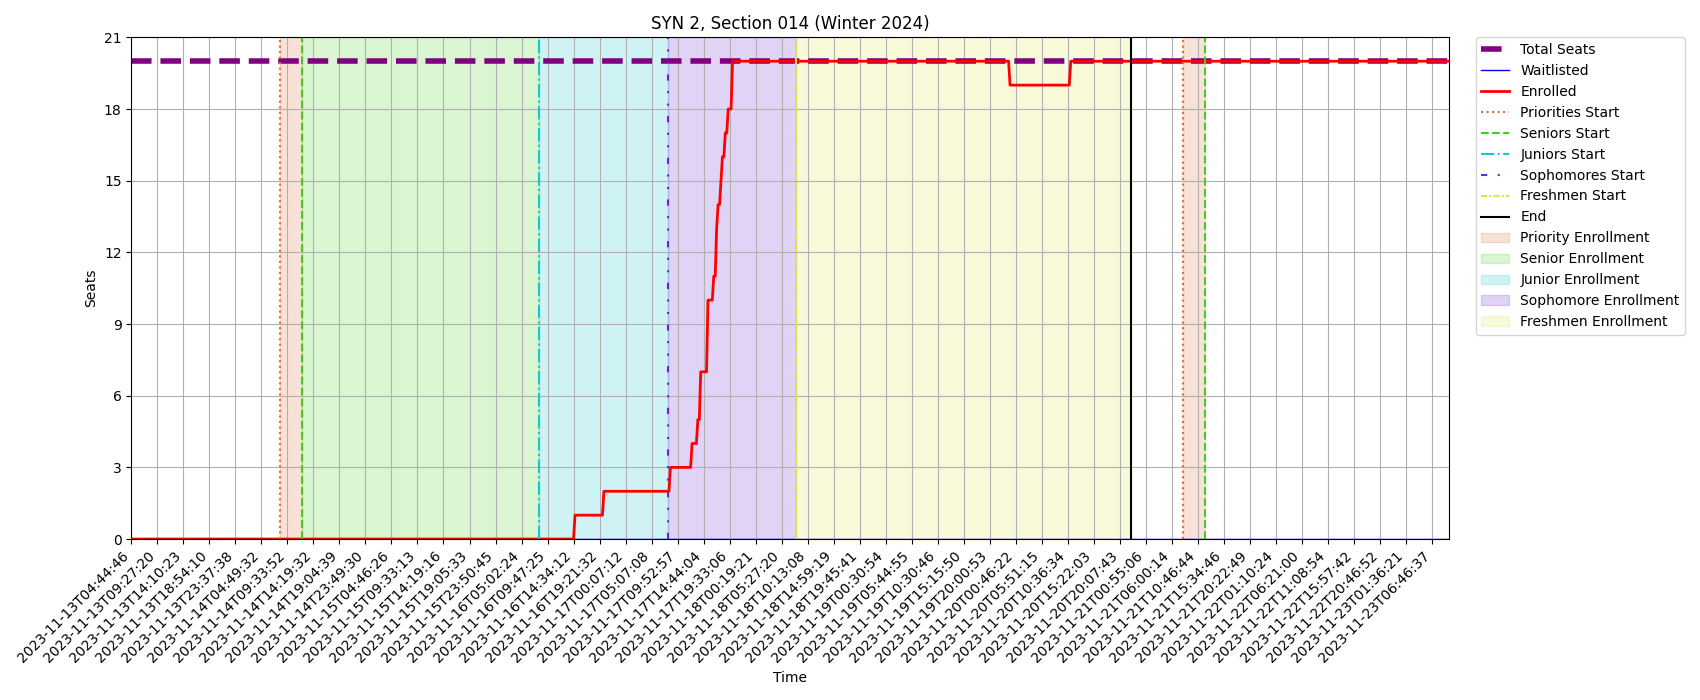 SYN 2, Section 014 (Winter 2024)
21
18
15
12
9
6
3
0
Seats
2023-11-13T04:44:46
2023-11-13T09:27:20
2023-11-13T14:10:23
2023-11-13T18:54:10
2023-11-13T23:37:38
2023-11-14T04:49:32
2023-11-14T09:33:52
2023-11-14T14:19:32
2023-11-14T19:04:39
2023-11-14T23:49:30
2023-11-15T04:46:26
2023-11-15T09:33:13
2023-11-15T14:19:16
2023-11-15T19:05:33
2023-11-15T23:50:45
2023-11-16T05:02:24
2023-11-16T09:47:25
2023-11-16T14:34:12
2023-11-16T19:21:32
2023-11-17T00:07:12
2023-11-17T05:07:08
2023-11-17T09:52:57
2023-11-17T14:44:04
2023-11-17T19:33:06
2023-11-18T00:19:21
2023-11-18T05:27:20
2023-11-18T10:13:08
2023-11-18T14:59:19
2023-11-18T19:45:41
2023-11-19T00:30:54
2023-11-19T05:44:55
2023-11-19T10:30:46
2023-11-19T15:15:50
2023-11-19T20:00:53
2023-11-20T00:46:22
2023-11-20T05:51:15
2023-11-20T10:36:34
2023-11-20T15:22:03
2023-11-20T20:07:43
2023-11-21T00:55:06
2023-11-21T06:00:14
2023-11-21T10:46:44
2023-11-21T15:34:46
2023-11-21T20:22:49
2023-11-22T01:10:24
2023-11-22T06:21:00
2023-11-22T11:08:54
2023-11-22T15:57:42
2023-11-22T20:46:52
2023-11-23T01:36:21
2023-11-23T06:46:37
Time
Total Seats
Waitlisted
Enrolled
Priorities Start
Seniors Start
Juniors Start
Sophomores Start
Freshmen Start
End
Priority Enrollment
Senior Enrollment
Junior Enrollment
Sophomore Enrollment
Freshmen Enrollment